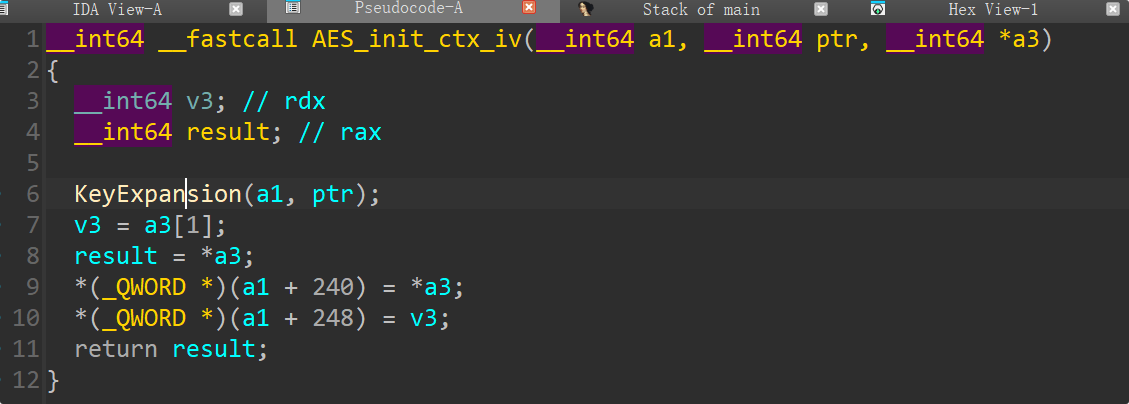 IDA View-A Pseudocode-A Stack of main Hex View-1
1 __int64 __fastcall AES_init_ctx_iv(__int64 a1, __int64 ptr, __int64 *a3)
2 {
3   __int64 v3; // rdx
4   __int64 result; // rax
5
6   KeyExpansion(a1, ptr);
7   v3 = a3[1];
8   result = *a3;
9   *(_QWORD *)(a1 + 240) = *a3;
10   *(_QWORD *)(a1 + 248) = v3;
11   return result;
12 }